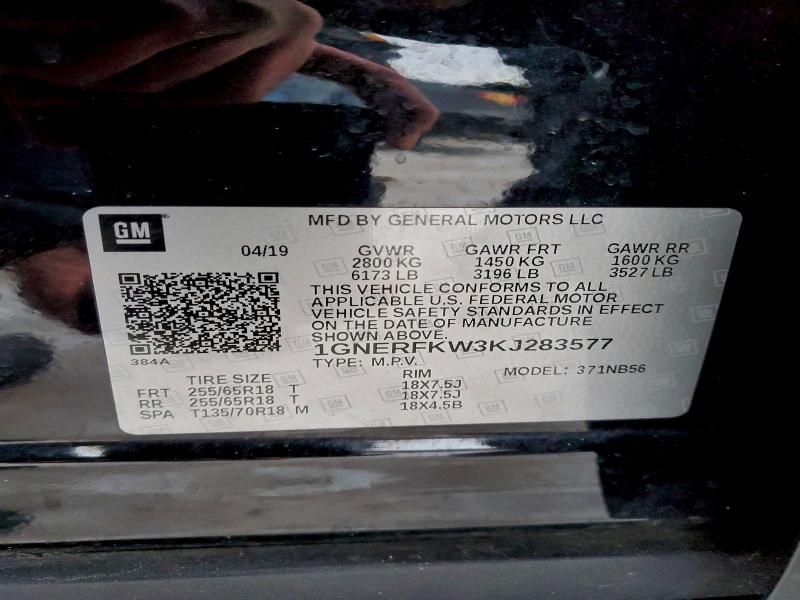 GM
MFD BY GENERAL MOTORS LLC
04/19 GVWR GAWR FRT GAWR RR
2800 KG 1450 KG 1600 KG
6173 LB 3196 LB 3527 LB
THIS VEHICLE CONFORMS TO ALL
APPLICABLE U.S. FEDERAL MOTOR
VEHICLE SAFETY STANDARDS IN EFFECT
ON THE DATE OF MANUFACTURE
SHOWN ABOVE.
384A
1GNERFKW3KJ283577
TYPE: M.P.V. MODEL: 371NB56
TIRE SIZE RIM
FRT 255/65R18 T 18X7.5J
RR 255/65R18 T 18X7.5J
SPA T135/70R18 M 18X4.5B